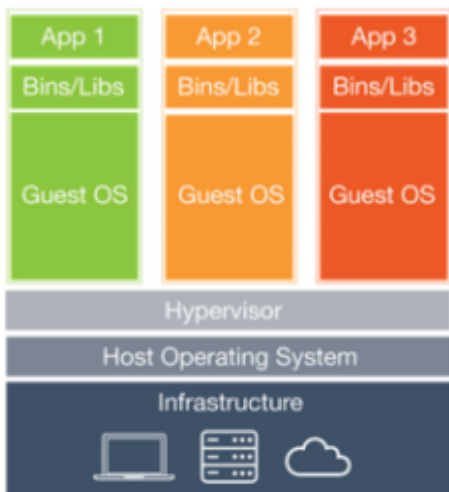 App 1
App 2
App 3
Bins/Libs
Bins/Libs
Bins/Libs
Guest OS
Guest OS
Guest OS
Hypervisor
Host Operating System
Infrastructure